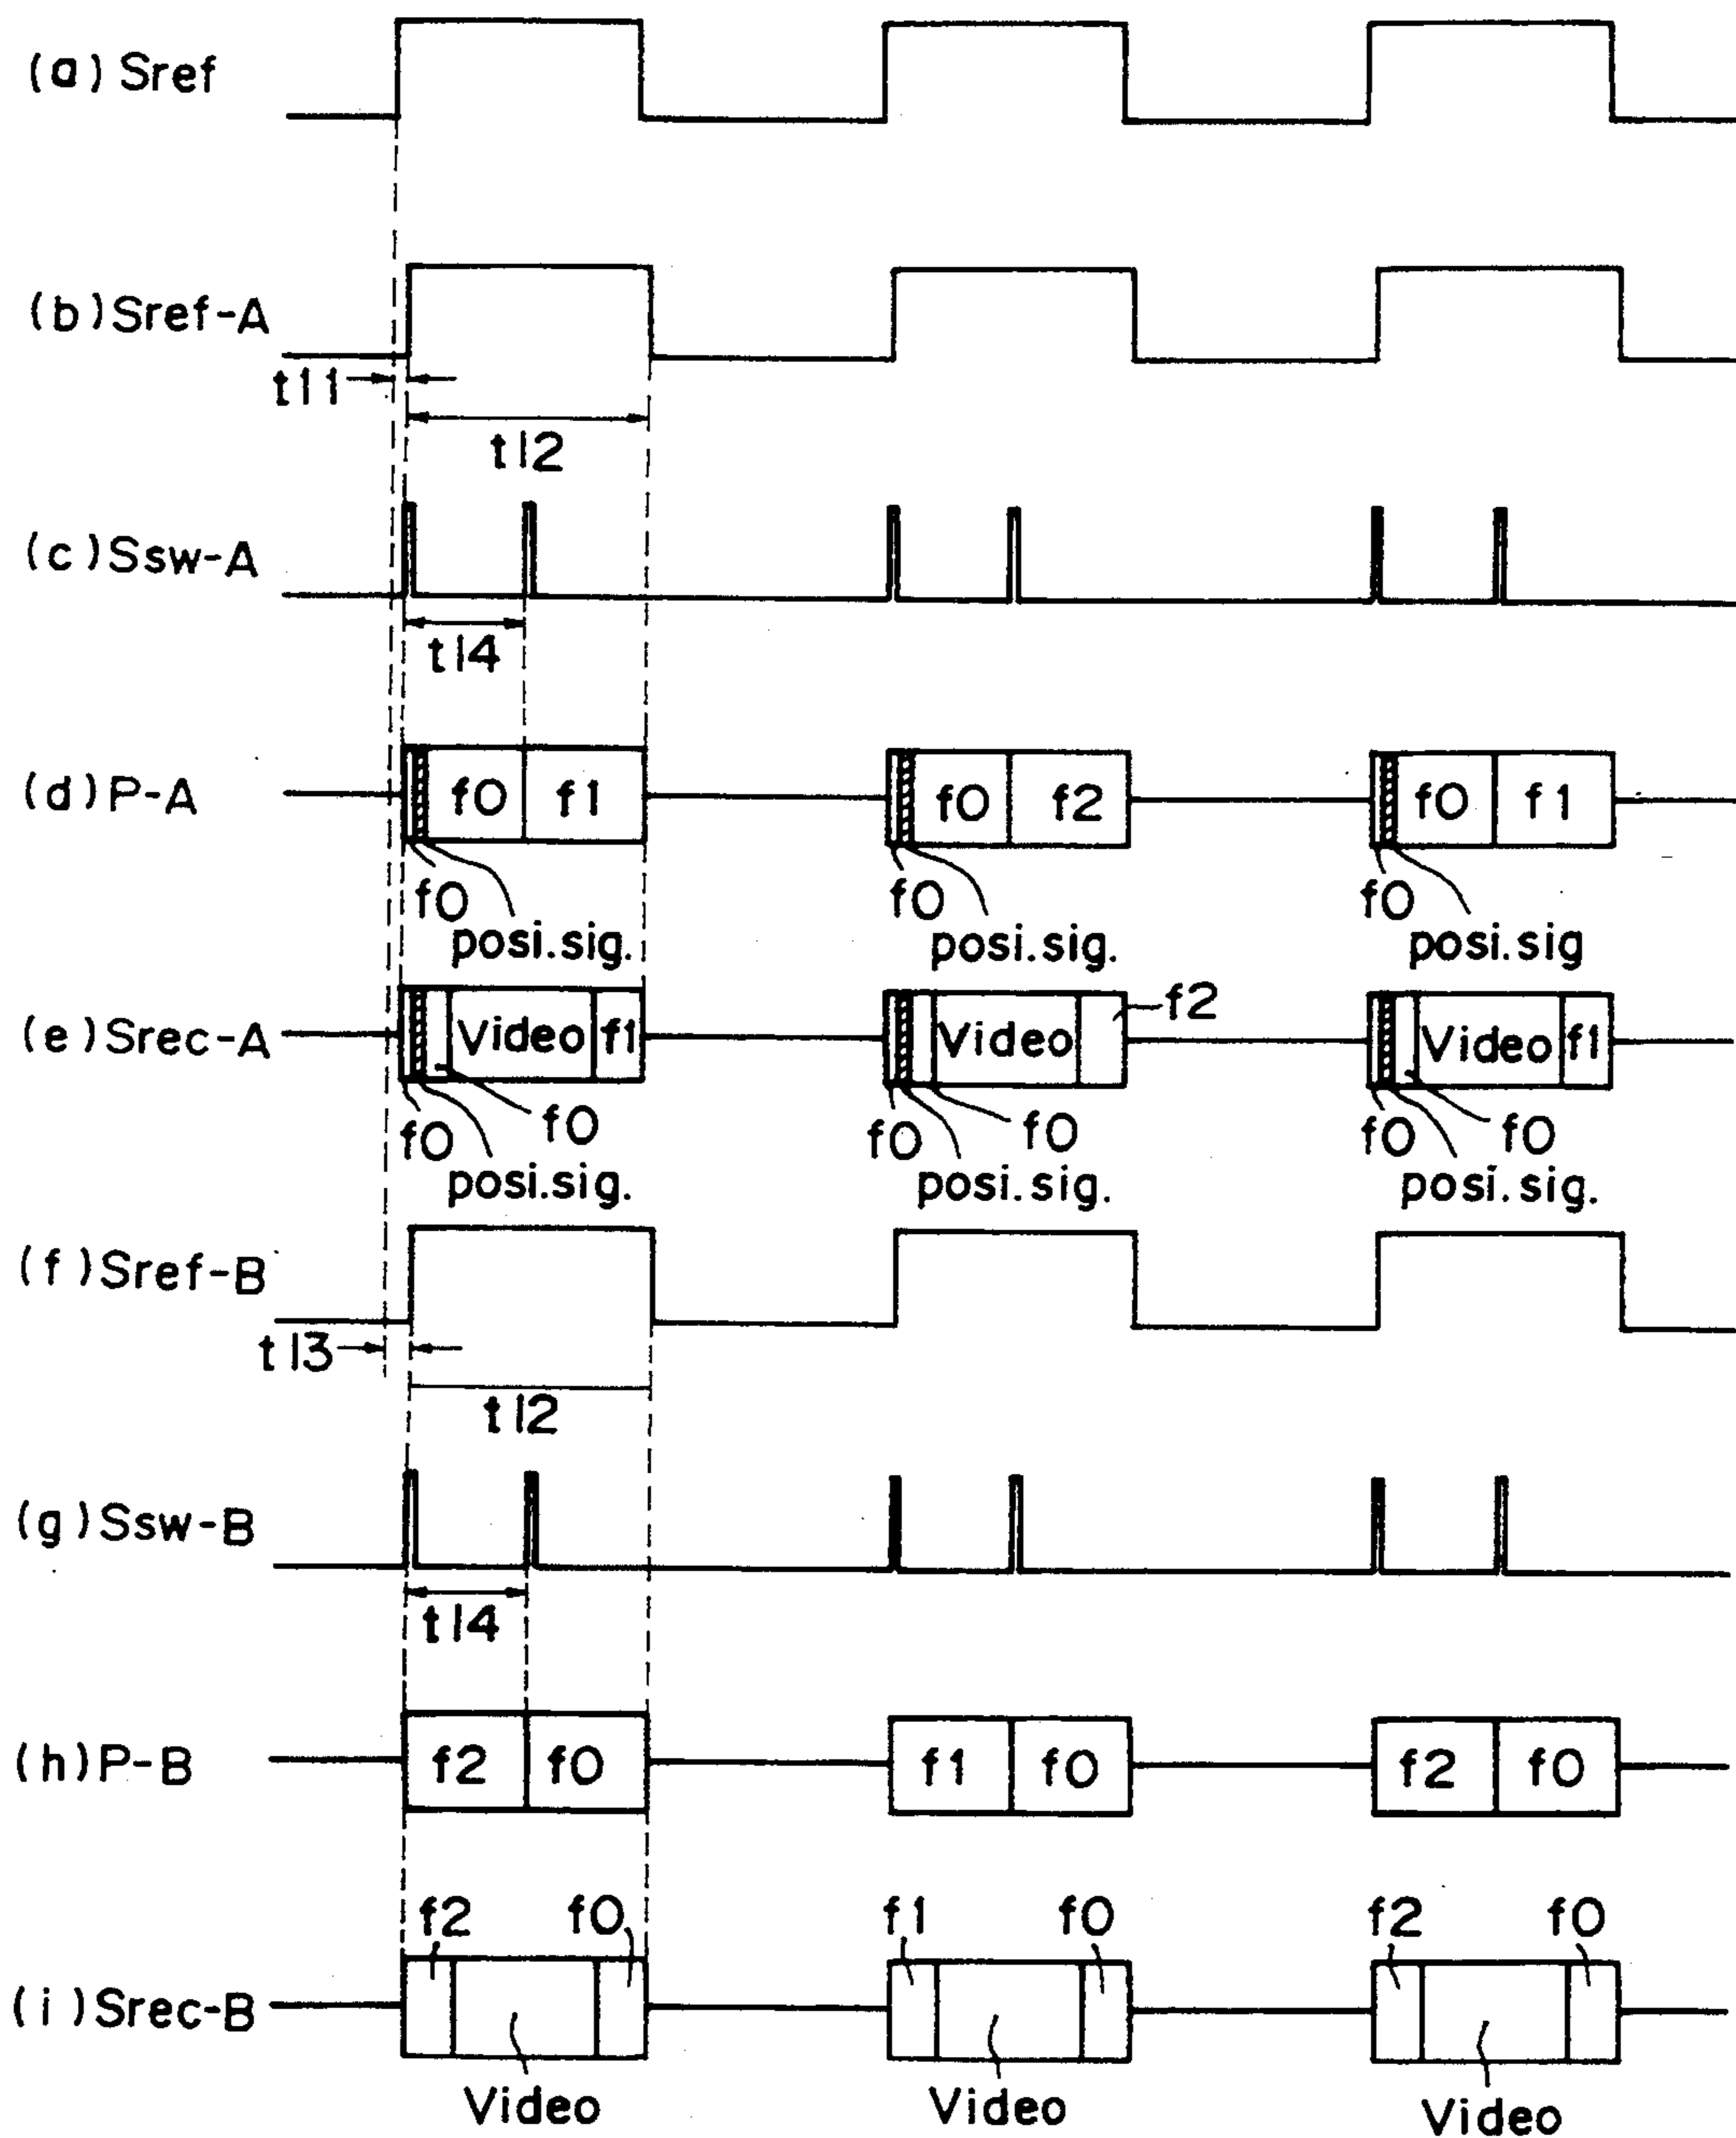 (a) Sref
(b) Sref-A
t11
t12
(c) Ssw-A
t14
(d) P-A
f0 f1 f0 f2 f0 f1
f0 f0 f0
posi.sig. posi.sig. posi.sig
(e) Srec-A
Video f1 Video f2 Video f1
f0 f0 f0 f0 f0 f0
posi.sig. posi.sig. posi.sig.
(f) Sref-B
t13
t12
(g) Ssw-B
t14
(h) P-B
f2 f0 f1 f0 f2 f0
f2 f0 f1 f0 f2 f0
(i) Srec-B
Video Video Video